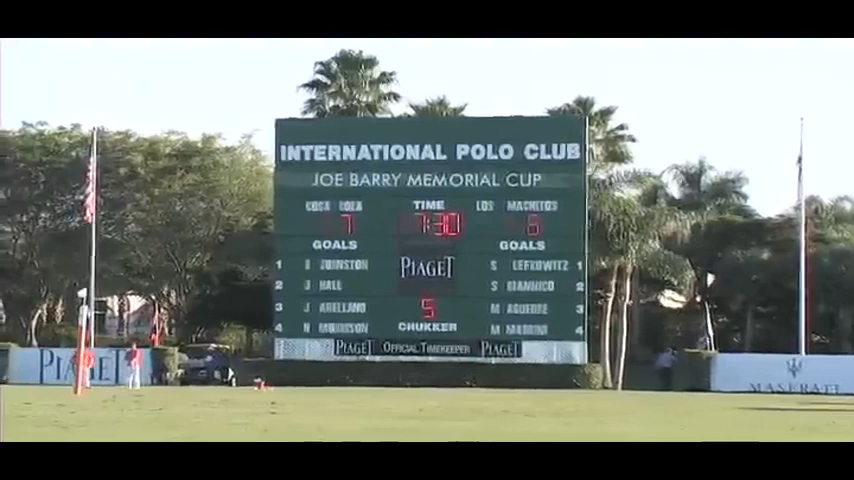 INTERNATIONAL POLO CLUB
JOE BARRY MEMORIAL CUP
COCA COLA TIME LOS MACHITOS
7 7:30 6
GOALS GOALS
1 JOHNSTON PIAGET S LEFKOWITZ 1
2 J HALL S MANNICO 2
3 J ARELLANO 5 M AGUERRE 3
4 N MORRISON CHUKKER M MAGRINI 4
PIAGET OFFICIAL TIMEKEEPER PIAGET
PIAGET
MASERATI